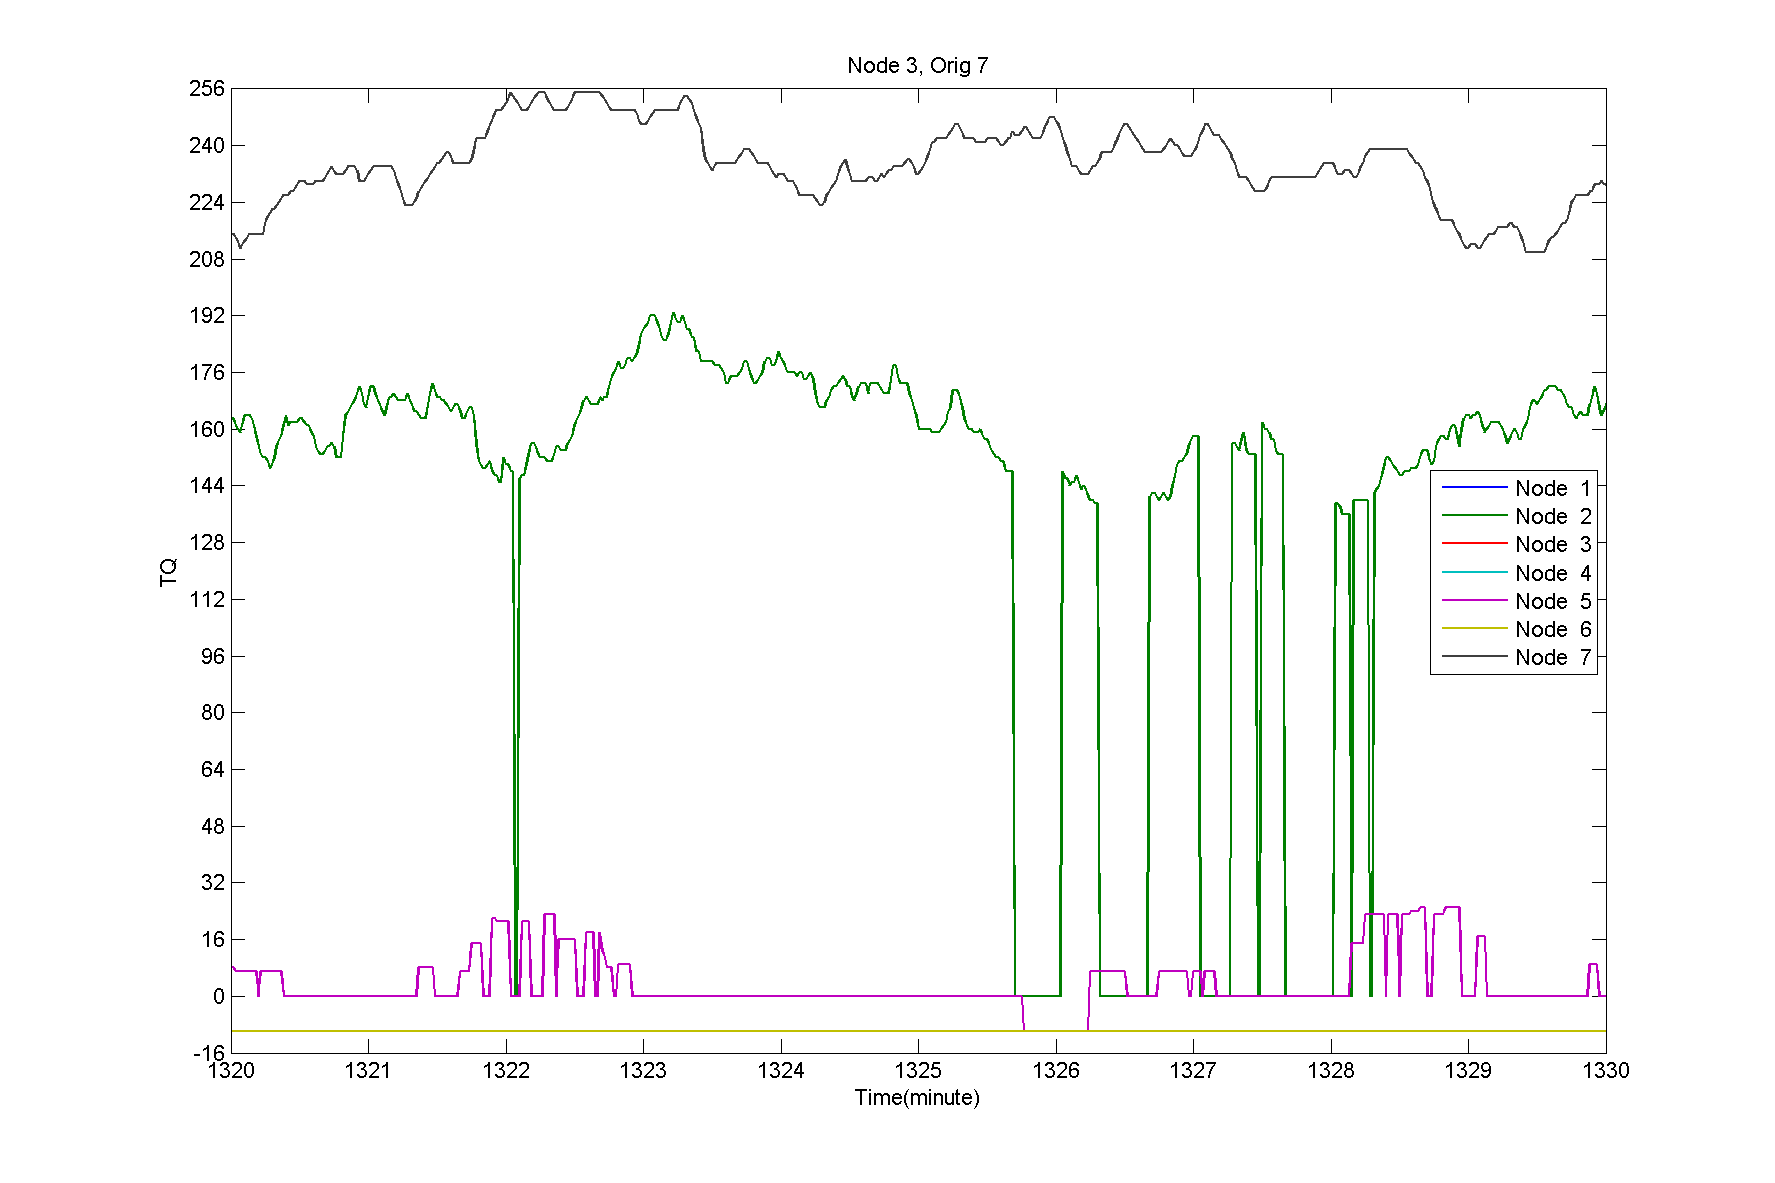 Node 3, Orig 7
256
240
224
208
192
176
160
144
128
112
96
80
64
48
32
16
0
-16
TQ
Node 1
Node 2
Node 3
Node 4
Node 5
Node 6
Node 7
1320 1321 1322 1323 1324 1325 1326 1327 1328 1329 1330
Time(minute)